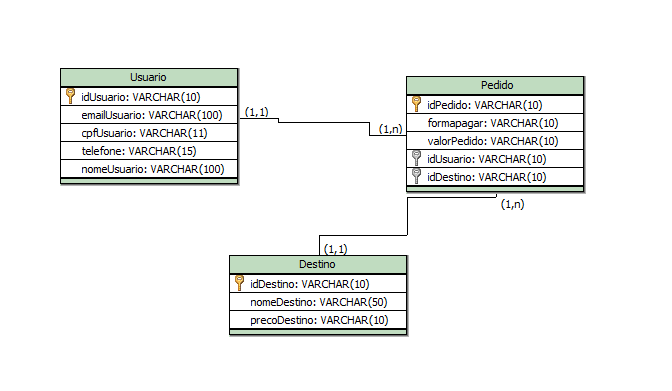 Usuario
idUsuario: VARCHAR(10)
emailUsuario: VARCHAR(100)
cpfUsuario: VARCHAR(11)
telefone: VARCHAR(15)
nomeUsuario: VARCHAR(100)
(1,1)
(1,n)
Pedido
idPedido: VARCHAR(10)
formapagar: VARCHAR(10)
valorPedido: VARCHAR(10)
idUsuario: VARCHAR(10)
idDestino: VARCHAR(10)
(1,n)
(1,1)
Destino
idDestino: VARCHAR(10)
nomeDestino: VARCHAR(50)
precoDestino: VARCHAR(10)